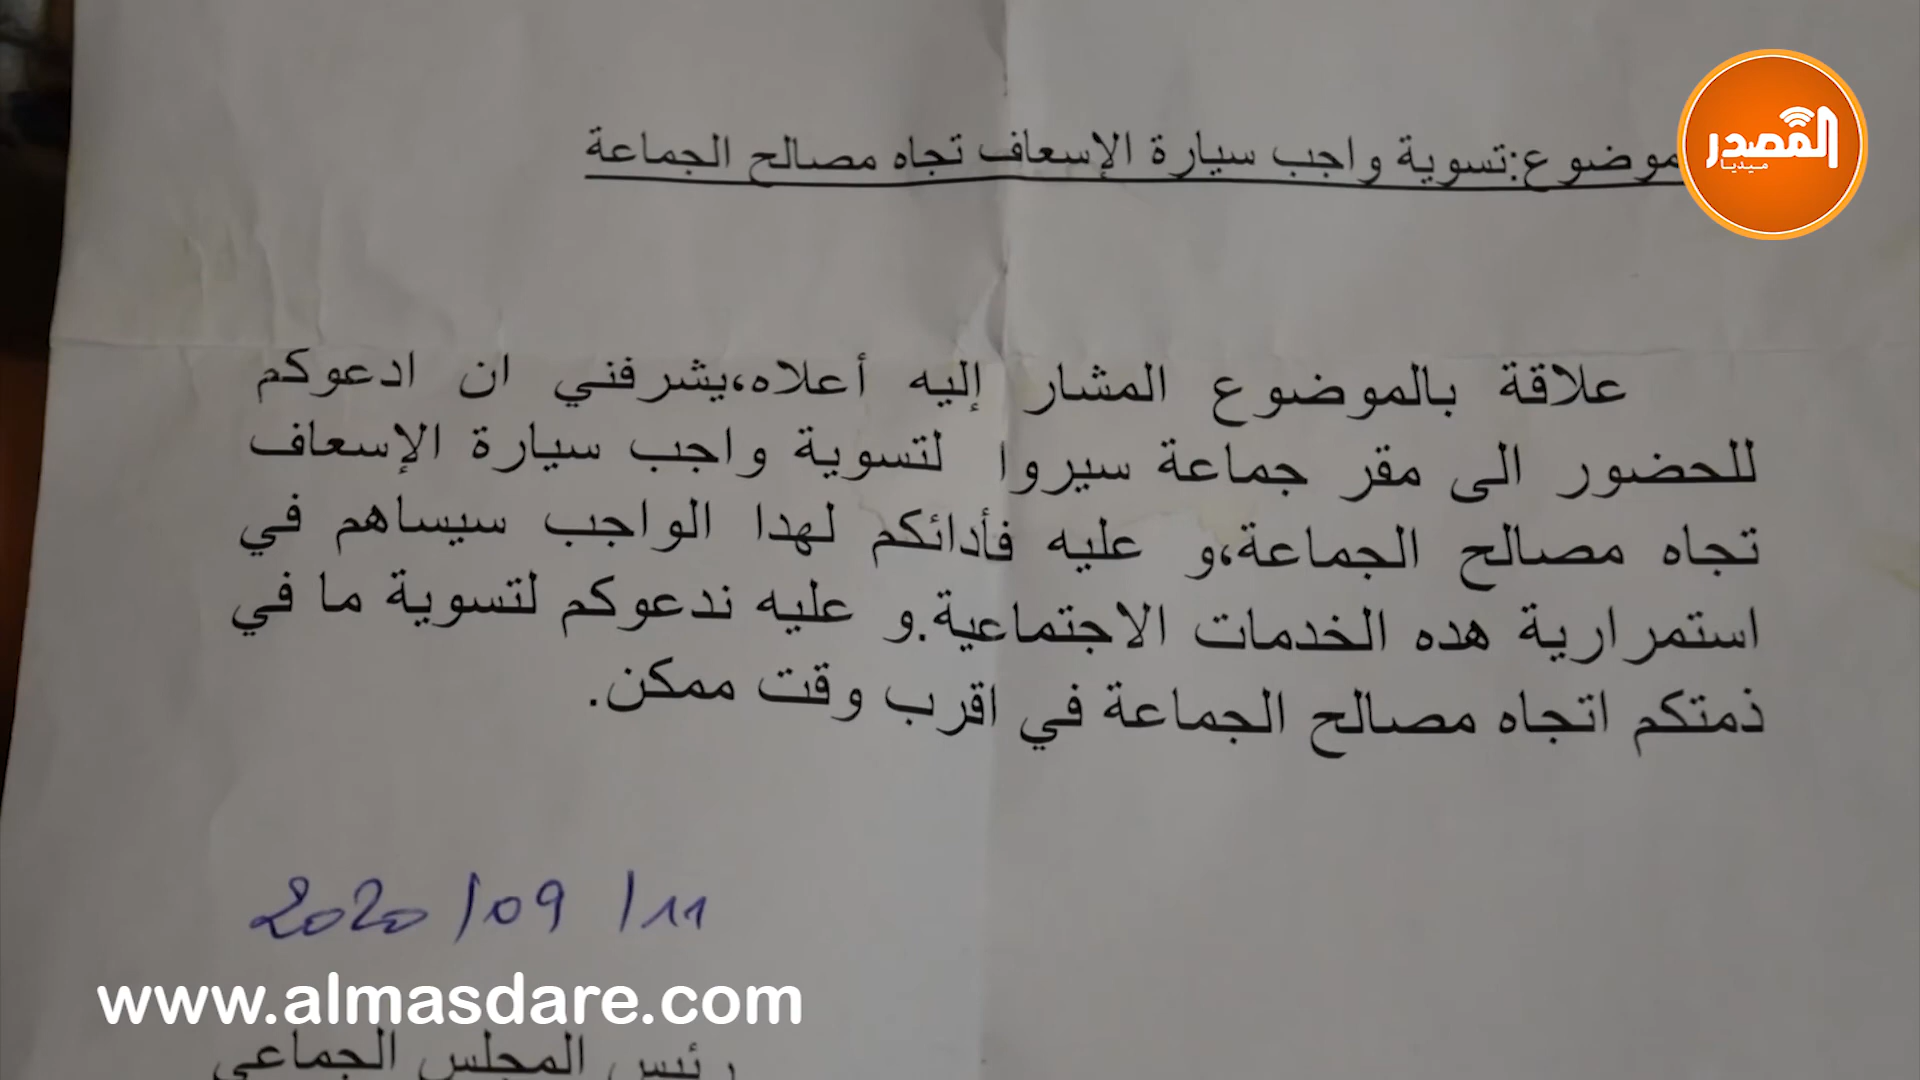 المصدر
ميديا
موضوع:تسوية واجب سيارة الإسعاف تجاه مصالح الجماعة
علاقة بالموضوع المشار إليه أعلاه،يشرفني ان ادعوكم
للحضور الى مقر جماعة سيروا لتسوية واجب سيارة الإسعاف
تجاه مصالح الجماعة،و عليه فأدائكم لهدا الواجب سيساهم في
استمرارية هده الخدمات الاجتماعية.و عليه ندعوكم لتسوية ما في
ذمتكم اتجاه مصالح الجماعة في اقرب وقت ممكن.
2020/09/11
www.almasdare.com
رئيس المجلس الجماعي